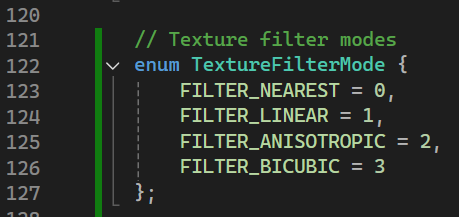 120
121 // Texture filter modes
122 enum TextureFilterMode {
123 FILTER_NEAREST = 0,
124 FILTER_LINEAR = 1,
125 FILTER_ANISOTROPIC = 2,
126 FILTER_BICUBIC = 3
127 };
128